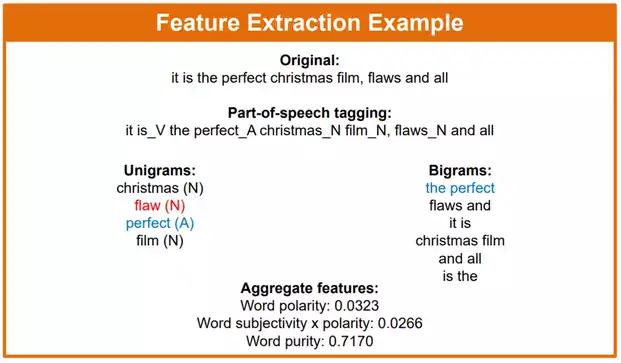 Feature Extraction Example
Original:
it is the perfect christmas film, flaws and all
Part-of-speech tagging:
it is_V the perfect_A christmas_N film_N, flaws_N and all
Unigrams:
christmas (N)
flaw (N)
perfect (A)
film (N)
Bigrams:
the perfect
flaws and
it is
christmas film
and all
is the
Aggregate features:
Word polarity: 0.0323
Word subjectivity x polarity: 0.0266
Word purity: 0.7170